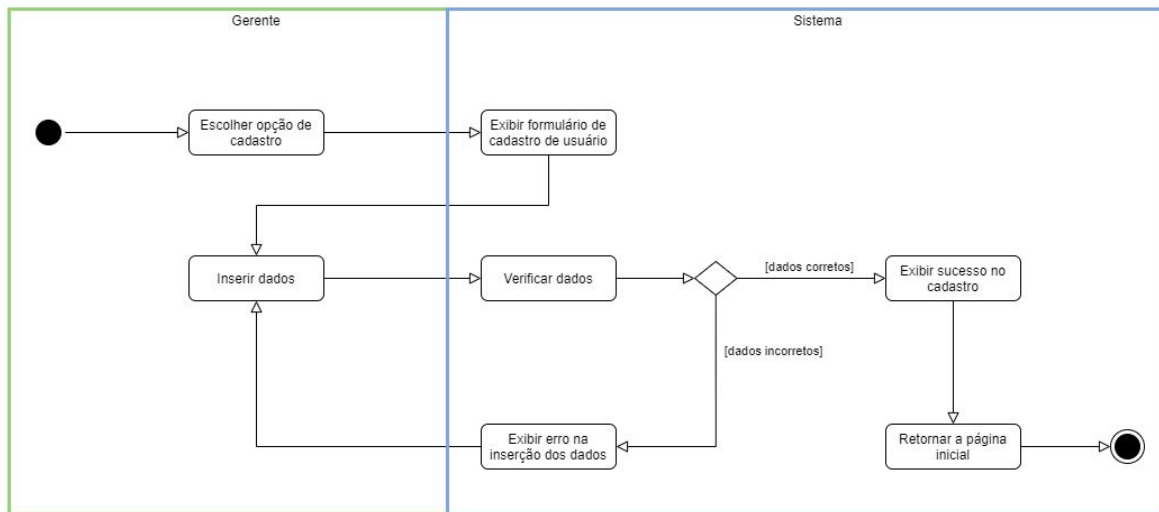 Gerente
Sistema
Escolher opção de
cadastro
Exibir formulário de
cadastro de usuário
Inserir dados
Verificar dados
[dados corretos]
Exibir sucesso no
cadastro
[dados incorretos]
Exibir erro na
inserção dos dados
Retornar a página
inicial